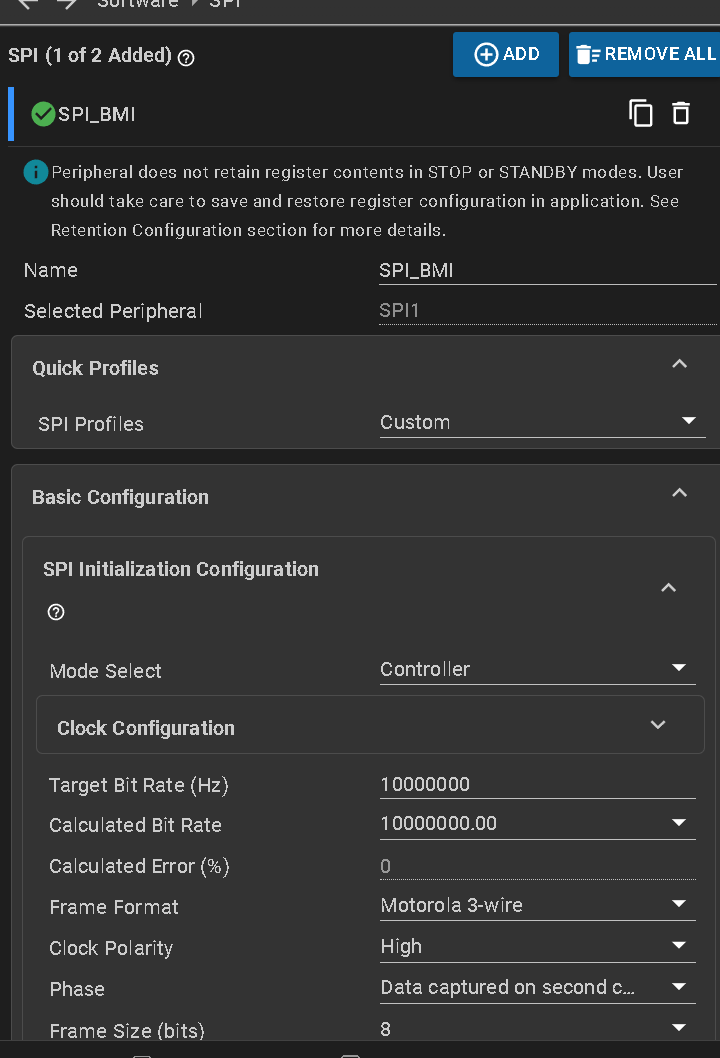 Software SPI
SPI (1 of 2 Added)
ADD
REMOVE ALL
SPI_BMI
Peripheral does not retain register contents in STOP or STANDBY modes. User
should take care to save and restore register configuration in application. See
Retention Configuration section for more details.
Name SPI_BMI
Selected Peripheral SPI1
Quick Profiles
SPI Profiles Custom
Basic Configuration
SPI Initialization Configuration
Mode Select Controller
Clock Configuration
Target Bit Rate (Hz) 10000000
Calculated Bit Rate 10000000.00
Calculated Error (%) 0
Frame Format Motorola 3-wire
Clock Polarity High
Phase Data captured on second c...
Frame Size (bits) 8